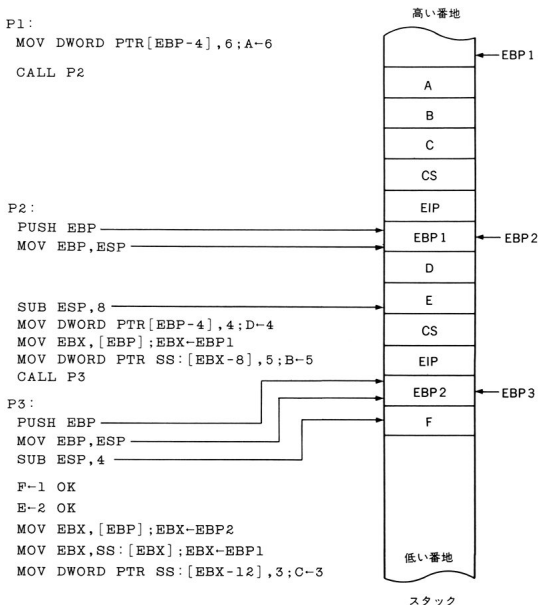 P1:
MOV DWORD PTR[EBP-4],6;A←6
CALL P2
P2:
PUSH EBP
MOV EBP,ESP
SUB ESP,8
MOV DWORD PTR[EBP-4],4;D←4
MOV EBX,[EBP];EBX←EBP1
MOV DWORD PTR SS:[EBX-8],5;B←5
CALL P3
P3:
PUSH EBP
MOV EBP,ESP
SUB ESP,4
F←1 OK
E←2 OK
MOV EBX,[EBP];EBX←EBP2
MOV EBX,SS:[EBX];EBX←EBP1
MOV DWORD PTR SS:[EBX-12],3;C←3
高い番地
EBP1
A
B
C
CS
EIP
EBP1
EBP2
D
E
CS
EIP
EBP2
EBP3
F
低い番地
スタック